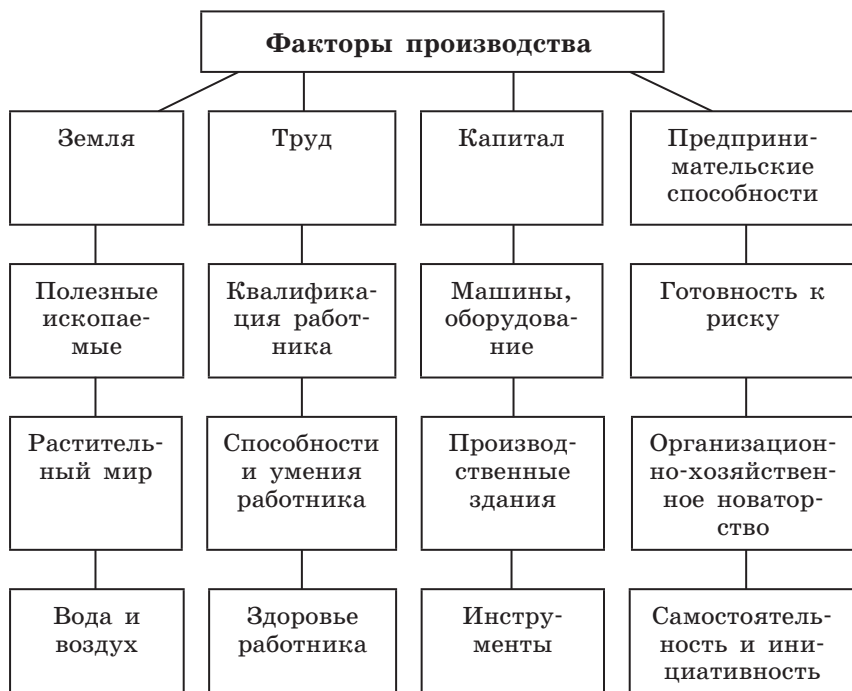 Факторы производства
Земля
Труд
Капитал
Предприни-
мательские
способности
Полезные
ископае-
мые
Квалифика-
ция работ-
ника
Машины,
оборудова-
ние
Готовность к
риску
Раститель-
ный мир
Способности
и умения
работника
Производ-
ственные
здания
Организацион-
но-хозяйствен-
ное новатор-
ство
Вода и
воздух
Здоровье
работника
Инстру-
менты
Самостоятель-
ность и ини-
циативность